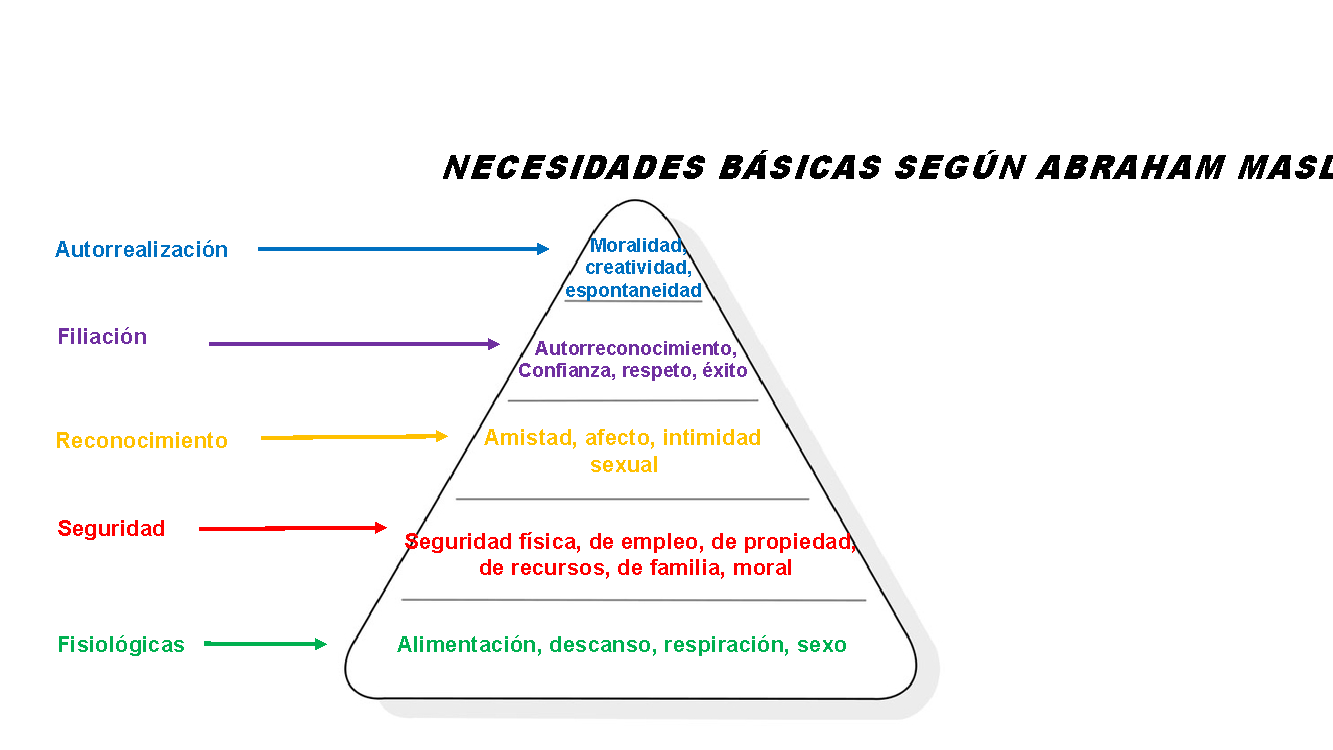 NECESIDADES BÁSICAS SEGÚN ABRAHAM MASL
Autorrealización
Moralidad,
creatividad,
espontaneidad
Filiación
Autorreconocimiento,
Confianza, respeto, éxito
Reconocimiento
Amistad, afecto, intimidad
sexual
Seguridad
Seguridad física, de empleo, de propiedad,
de recursos, de familia, moral
Fisiológicas
Alimentación, descanso, respiración, sexo